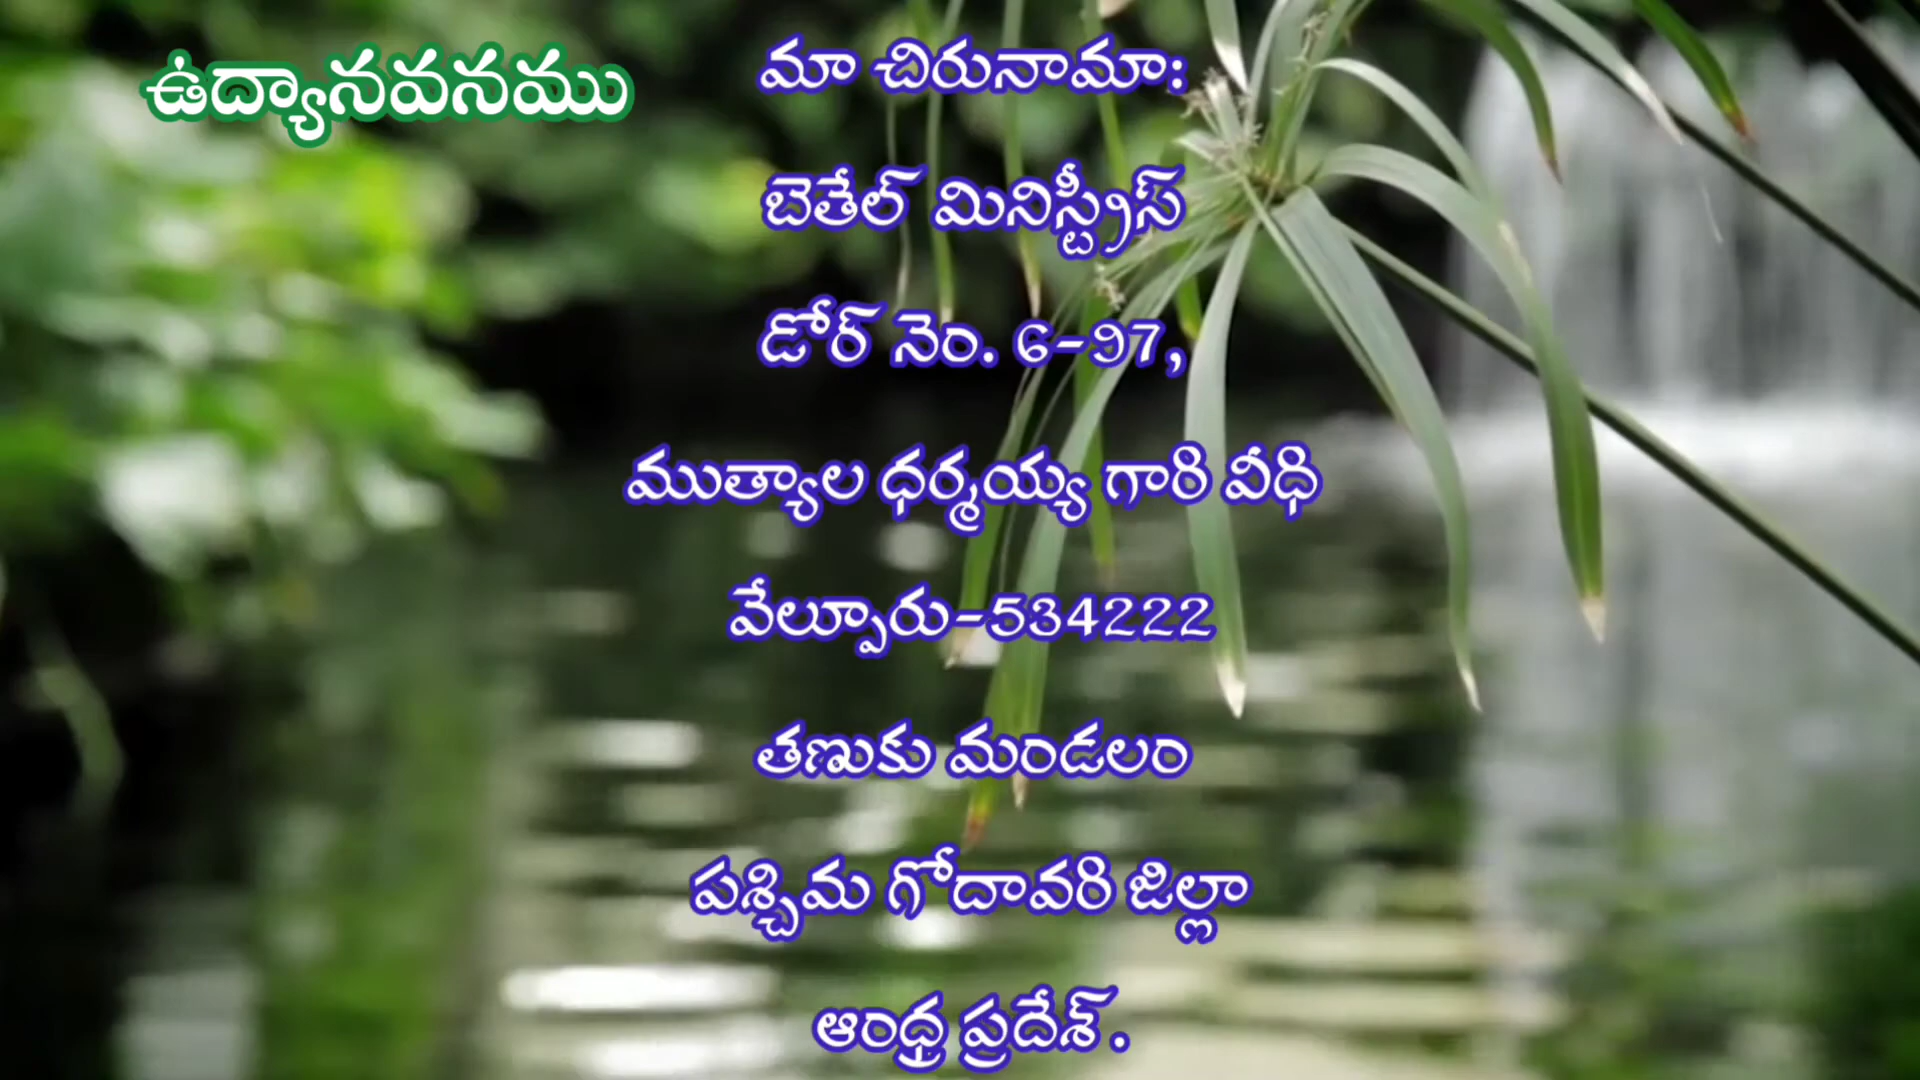 ఉద్యానవనము
మా చిరునామా:
బెతేల్ మినిస్ట్రీస్
డోర్ నెం. 6-97,
ముత్యాల ధర్మయ్య గారి వీధి
వేల్పూరు-534222
తణుకు మండలం
పశ్చిమ గోదావరి జిల్లా
ఆంధ్ర ప్రదేశ్.